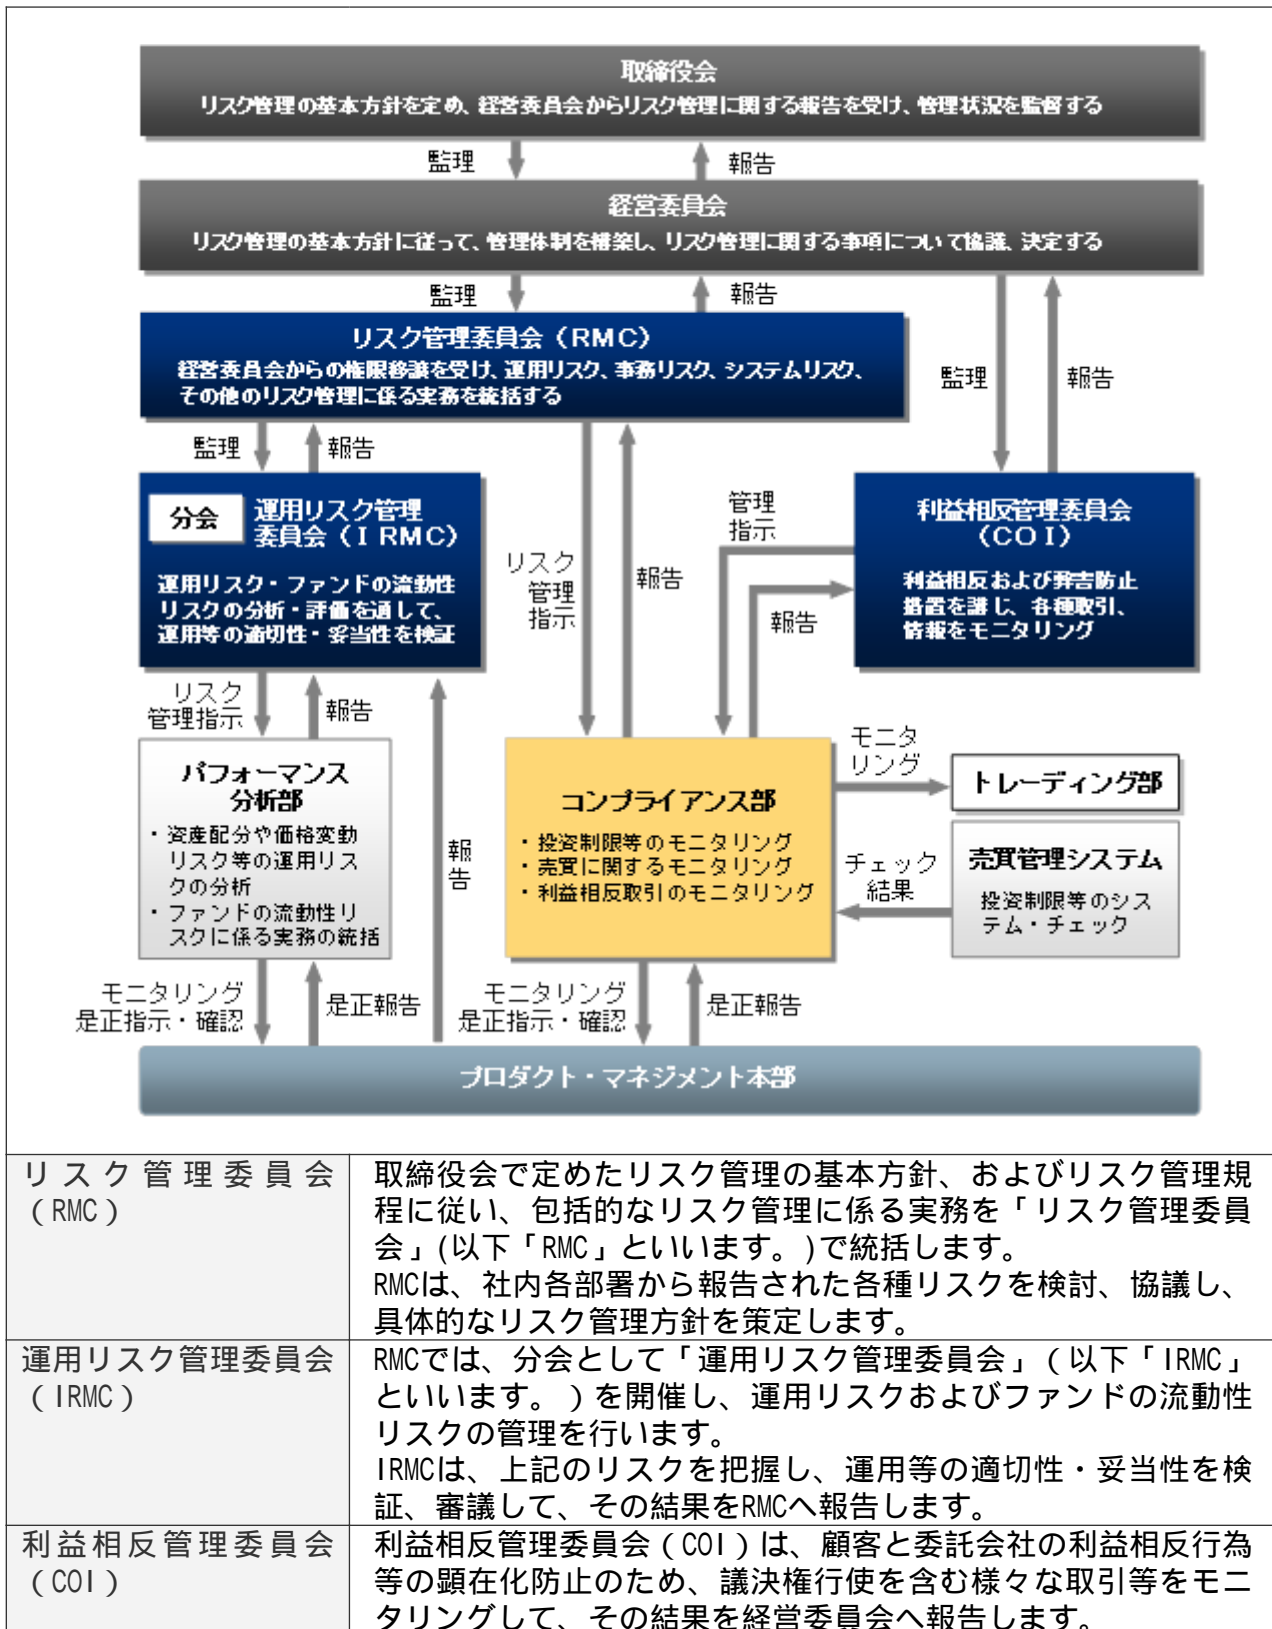 取締役会
リスク管理の基本方針を定め、経営委員会からリスク管理に関する報告を受け、管理状況を監督する
監理
報告
経営委員会
リスク管理の基本方針に従って、管理体制を構築し、リスク管理に関する事項について協議、決定する
監理
報告
リスク管理委員会（RMC）
経営委員会からの権限移譲を受け、運用リスク、事務リスク、システムリスク、
その他のリスク管理に係る実務を統括する
監理
報告
監理
報告
分会
運用リスク管理
委員会（IRMC）
運用リスク・ファンドの流動性
リスクの分析・評価を通して、
運用等の適切性・妥当性を検証
リスク
管理
指示
報告
管理
指示
報告
利益相反管理委員会
（COI）
利益相反および弊害防止
措置を講じ、各種取引、
情報をモニタリング
リスク
管理指示
報告
パフォーマンス
分析部
・資産配分や価格変動
リスク等の運用リス
クの分析
・ファンドの流動性リ
スクに係る実務の統括
報
告
コンプライアンス部
・投資制限等のモニタリング
・売買に関するモニタリング
・利益相反取引のモニタリング
モニタ
リング
トレーディング部
チェック
結果
売買管理システム
投資制限等のシス
テム・チェック
モニタリング
是正指示・確認
是正報告
モニタリング
是正指示・確認
是正報告
プロダクト・マネジメント本部
リスク管理委員会
（RMC）
取締役会で定めたリスク管理の基本方針、およびリスク管理規
程に従い、包括的なリスク管理に係る実務を「リスク管理委員
会」(以下「RMC」といいます。)で統括します。
RMCは、社内各部署から報告された各種リスクを検討、協議し、
具体的なリスク管理方針を策定します。
運用リスク管理委員会
（IRMC）
RMCでは、分会として「運用リスク管理委員会」（以下「IRMC」
といいます。）を開催し、運用リスクおよびファンドの流動性
リスクの管理を行います。
IRMCは、上記のリスクを把握し、運用等の適切性・妥当性を検
証、審議して、その結果をRMCへ報告します。
利益相反管理委員会
（COI）
利益相反管理委員会（COI）は、顧客と委託会社の利益相反行為
等の顕在化防止のため、議決権行使を含む様々な取引等をモニ
タリングして、その結果を経営委員会へ報告します。